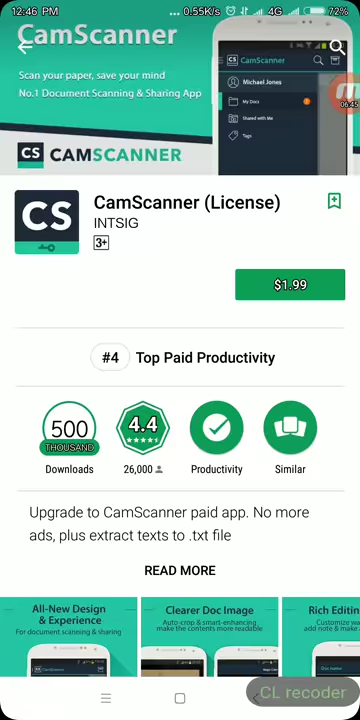 12:46 PM ... 0.55K/s 4G 72%
CamScanner
Scan your paper, save your mind
No.1 Document Scanning & Sharing App
CS CAMSCANNER
CamScanner
Michael Jones
My Docs
Shared with Me
Tags
06:45
CS
CamScanner (License)
INTSIG
3+
$1.99
#4 Top Paid Productivity
500
THOUSAND
Downloads
4.4
26,000
Productivity
Similar
Upgrade to CamScanner paid app. No more
ads, plus extract texts to .txt file
READ MORE
All-New Design
& Experience
For document scanning & sharing
CamScanner
Clearer Doc Image
Auto-crop & smart-enhancing
make the contents more readable
Rich Editin
Customize wa
add note & make
CL recoder